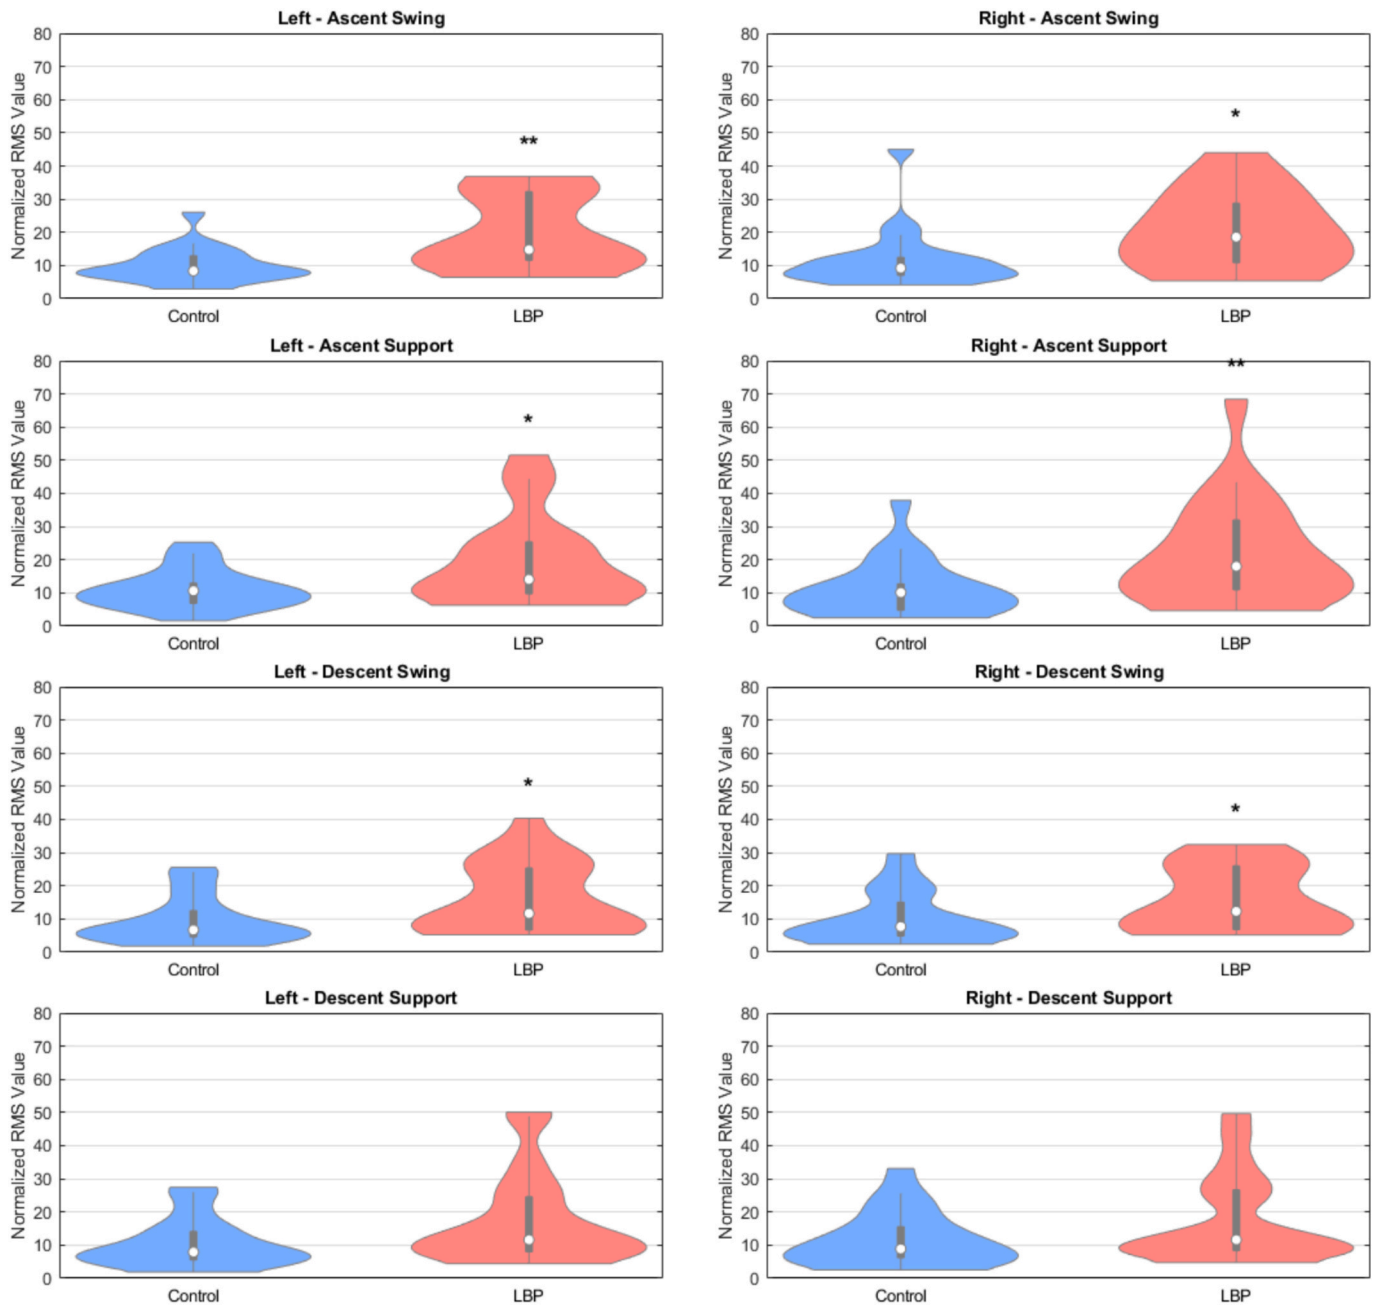 Left - Ascent Swing
Normalized RMS Value
80
70
60
50
40
30
20
10
0
**
Control
LBP
Right - Ascent Swing
Normalized RMS Value
80
70
60
50
40
30
20
10
0
*
Control
LBP
Left - Ascent Support
Normalized RMS Value
80
70
60
50
40
30
20
10
0
*
Control
LBP
Right - Ascent Support
Normalized RMS Value
80
70
60
50
40
30
20
10
0
**
Control
LBP
Left - Descent Swing
Normalized RMS Value
80
70
60
50
40
30
20
10
0
*
Control
LBP
Right - Descent Swing
Normalized RMS Value
80
70
60
50
40
30
20
10
0
*
Control
LBP
Left - Descent Support
Normalized RMS Value
80
70
60
50
40
30
20
10
0
Control
LBP
Right - Descent Support
Normalized RMS Value
80
70
60
50
40
30
20
10
0
Control
LBP